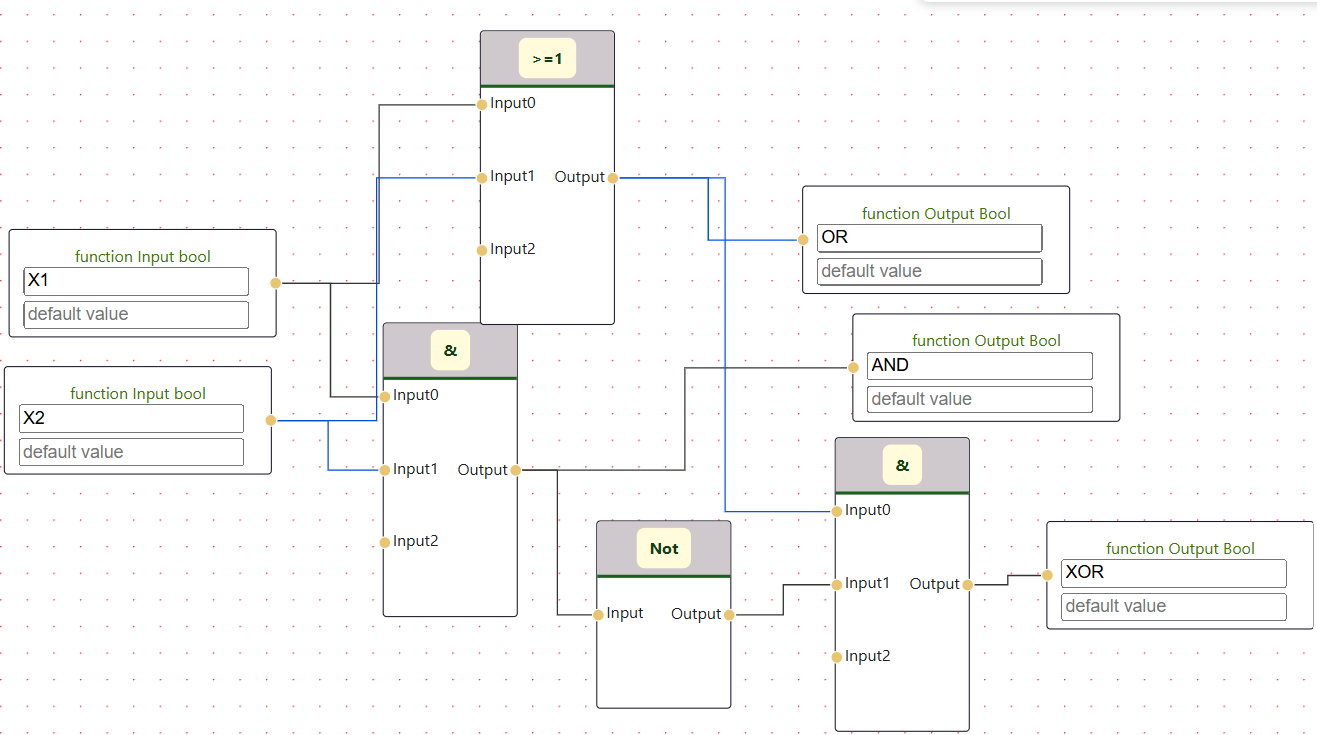 >=1
Input0
Input1
Output
Input2
function Input bool
X1
default value
function Input bool
X2
default value
&
Input0
Input1
Output
Input2
function Output Bool
OR
default value
function Output Bool
AND
default value
Not
Input
Output
&
Input0
Input1
Output
Input2
function Output Bool
XOR
default value